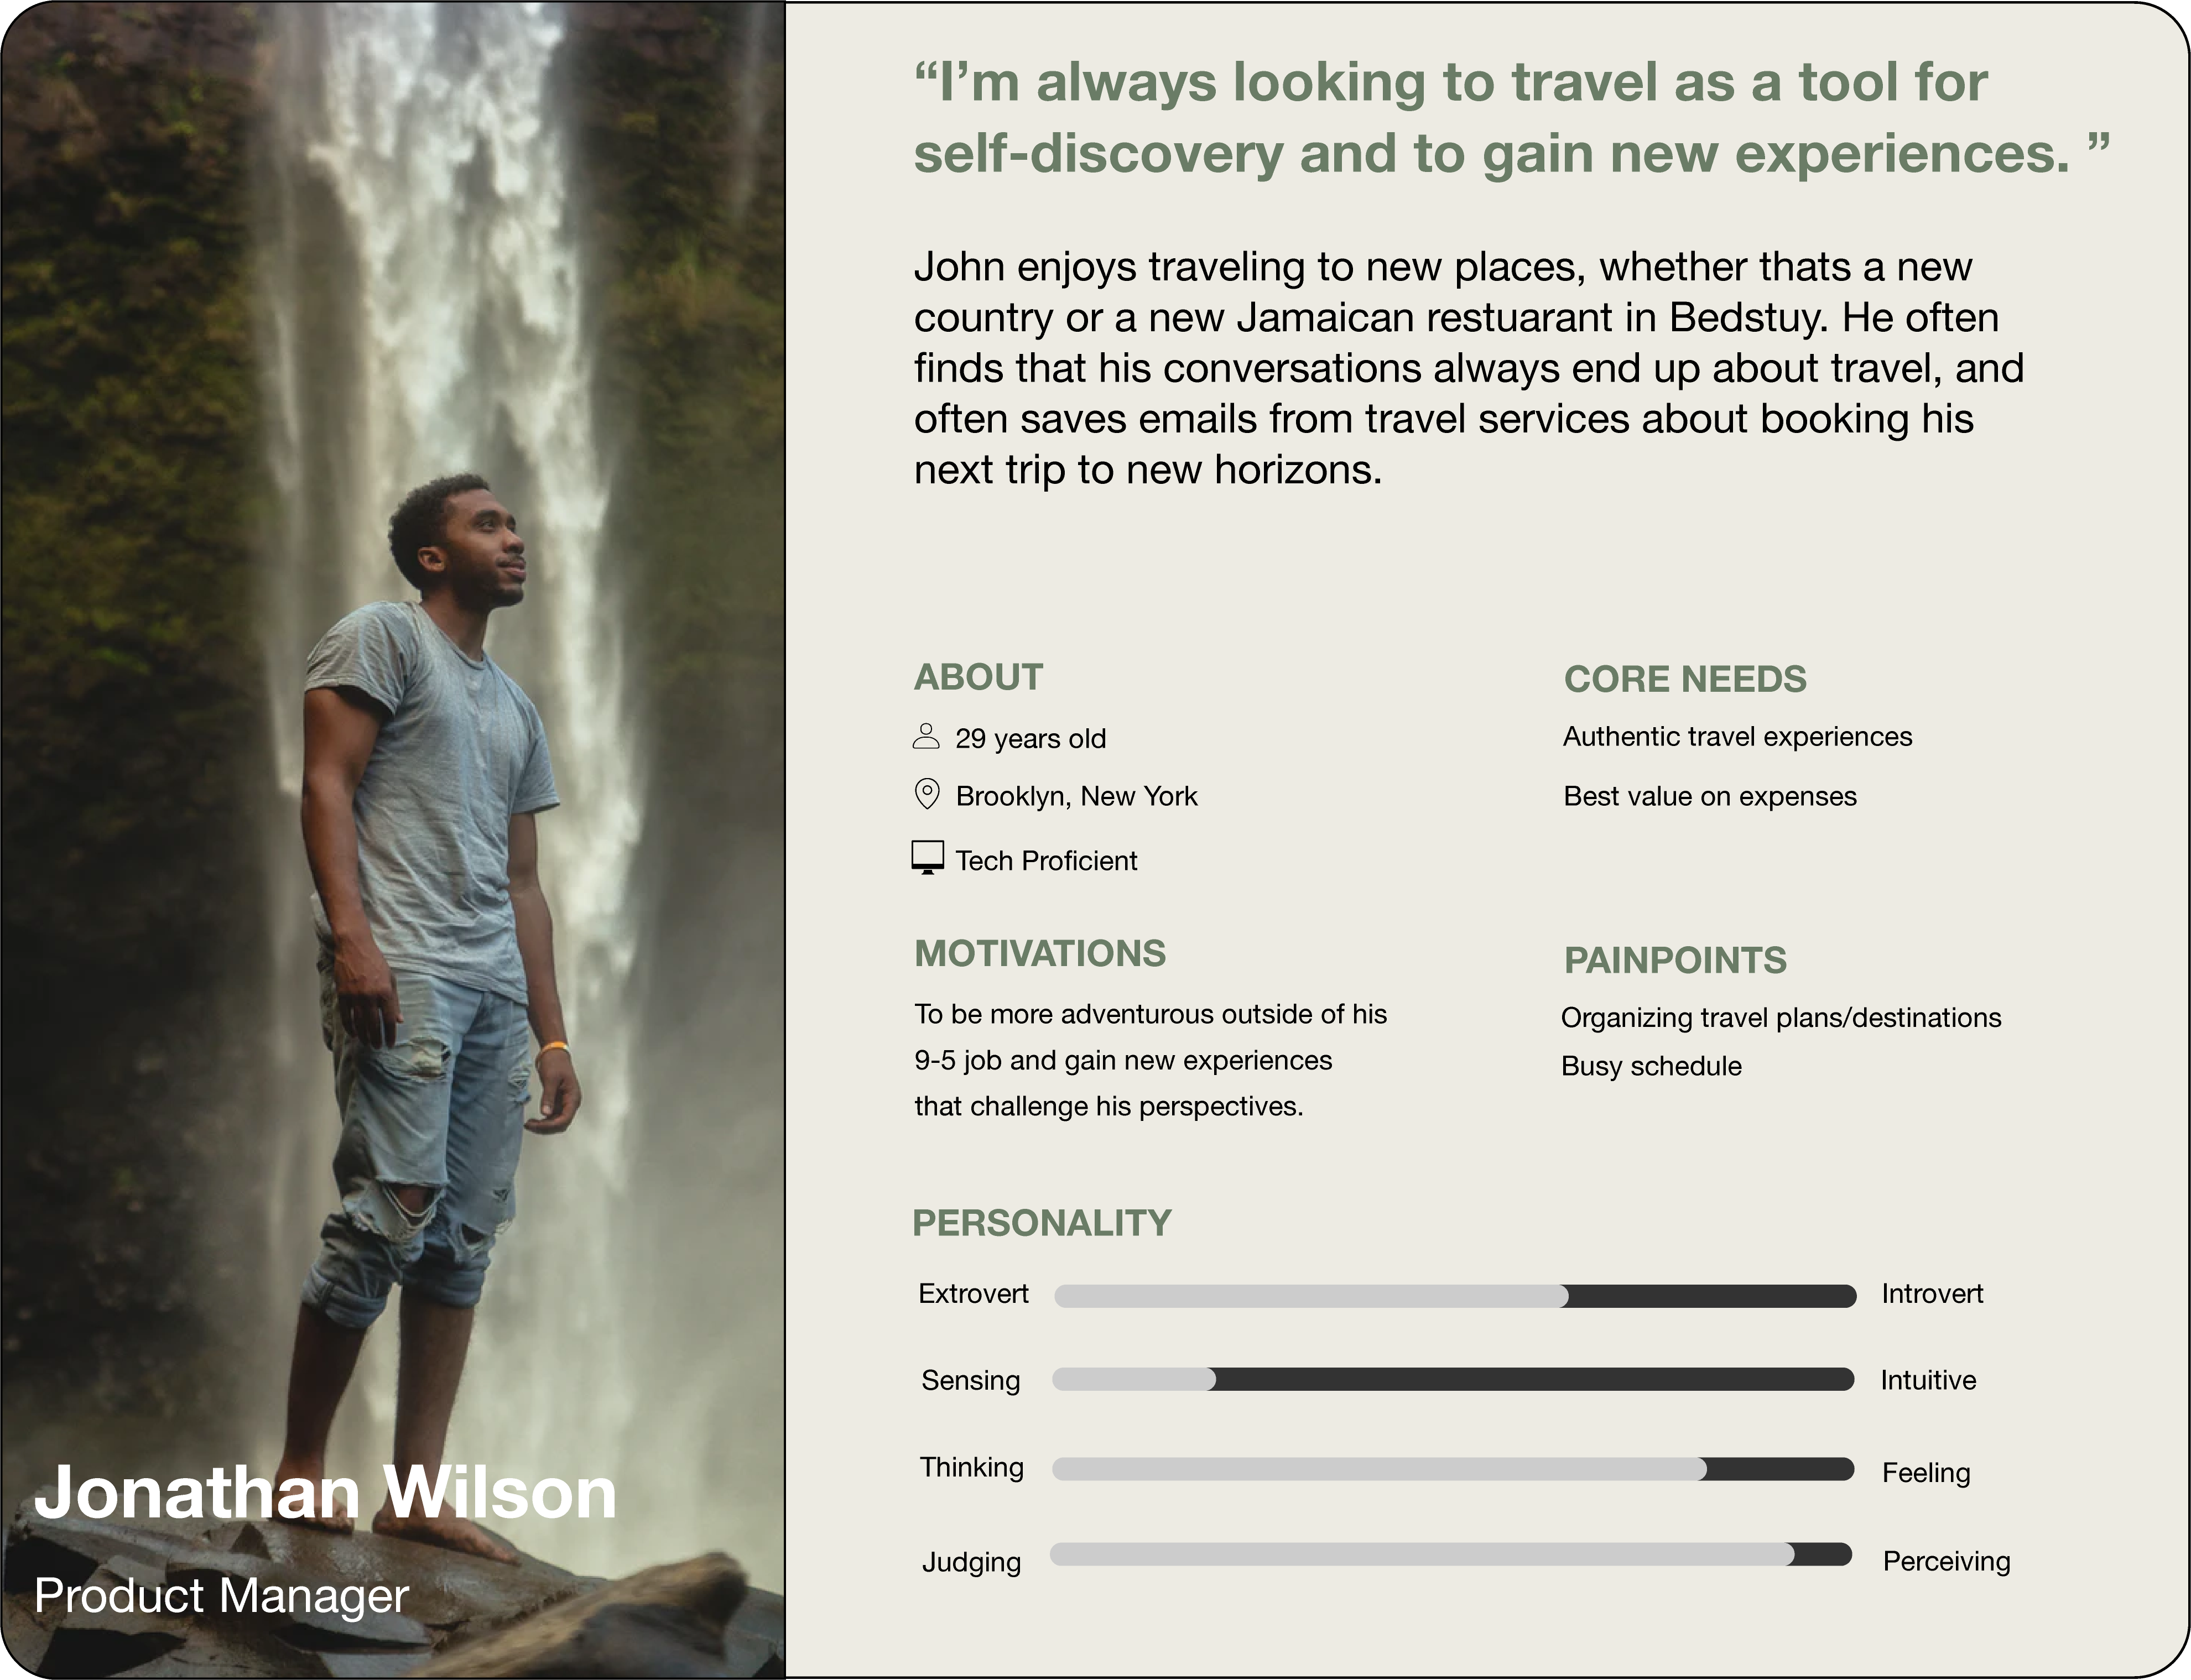 “I’m always looking to travel as a tool for
self-discovery and to gain new experiences. ”
John enjoys traveling to new places, whether thats a new
country or a new Jamaican restuarant in Bedstuy. He often
finds that his conversations always end up about travel, and
often saves emails from travel services about booking his
next trip to new horizons.
ABOUT
29 years old
Brooklyn, New York
Tech Proficient
CORE NEEDS
Authentic travel experiences
Best value on expenses
MOTIVATIONS
To be more adventurous outside of his
9-5 job and gain new experiences
that challenge his perspectives.
PAINPOINTS
Organizing travel plans/destinations
Busy schedule
PERSONALITY
Extrovert Introvert
Sensing Intuitive
Thinking Feeling
Judging Perceiving
Jonathan Wilson
Product Manager